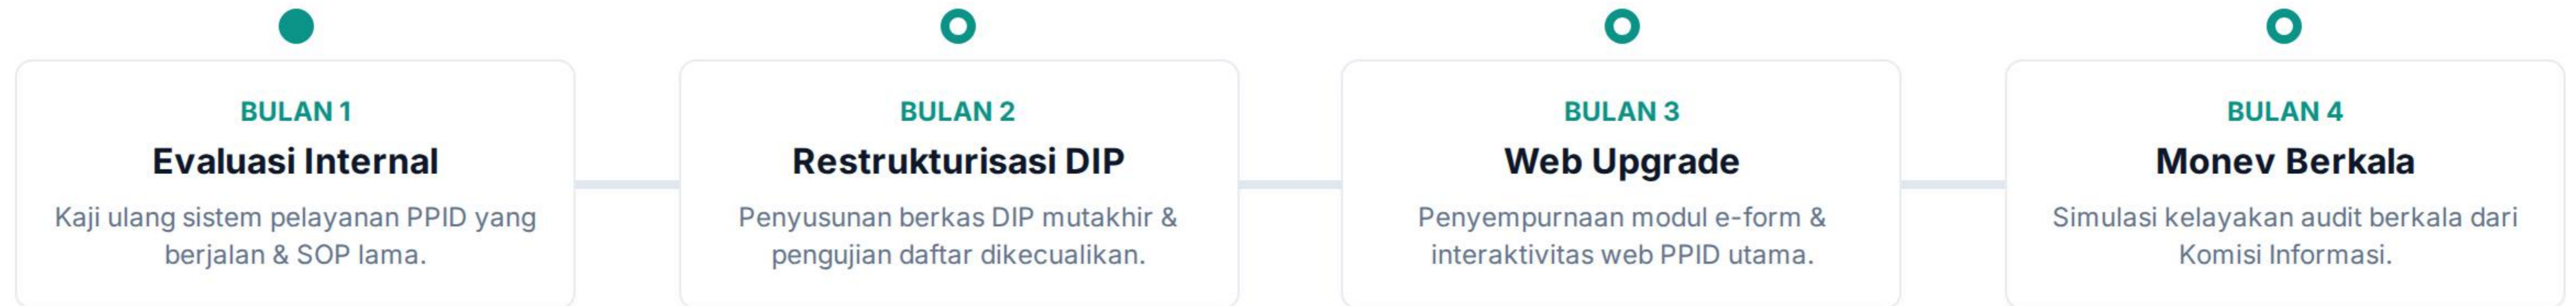 BULAN 1
Evaluasi Internal
Kaji ulang sistem pelayanan PPID yang
berjalan & SOP lama.
BULAN 2
Restrukturisasi DIP
Penyusunan berkas DIP mutakhir &
pengujian daftar dikecualikan.
BULAN 3
Web Upgrade
Penyempurnaan modul e-form &
interaktivitas web PPID utama.
BULAN 4
Monev Berkala
Simulasi kelayakan audit berkala dari
Komisi Informasi.